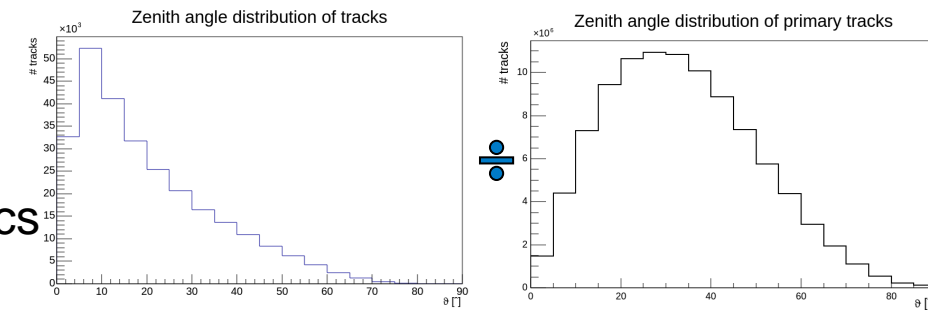 Zenith angle distribution of tracks
×10³
# tracks
50
45
40
35
30
25
20
15
10
5
0
0 10 20 30 40 50 60 70 80 90
ϑ [°]
cs
Zenith angle distribution of primary tracks
×10⁶
# tracks
10
8
6
4
2
0
0 20 40 60 80
ϑ [